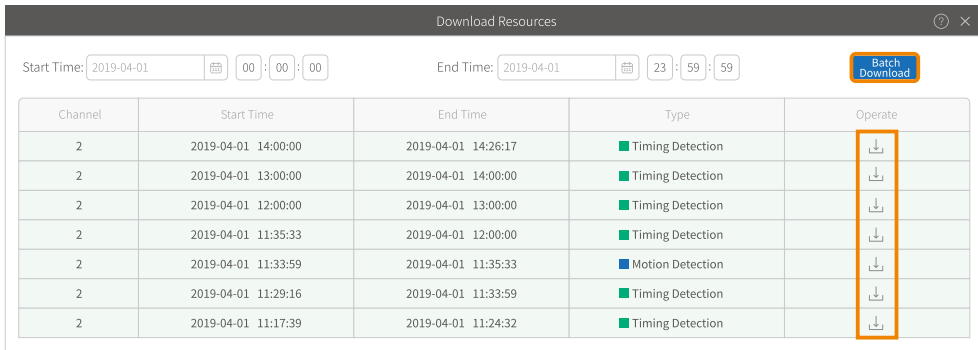 Download Resources ?
Start Time: 2019-04-01 00 : 00 : 00 End Time: 2019-04-01 23 : 59 : 59 Batch Download
Channel Start Time End Time Type Operate
2 2019-04-01 14:00:00 2019-04-01 14:26:17 Timing Detection
2 2019-04-01 13:00:00 2019-04-01 14:00:00 Timing Detection
2 2019-04-01 12:00:00 2019-04-01 13:00:00 Timing Detection
2 2019-04-01 11:35:33 2019-04-01 12:00:00 Timing Detection
2 2019-04-01 11:33:59 2019-04-01 11:35:33 Motion Detection
2 2019-04-01 11:29:16 2019-04-01 11:33:59 Timing Detection
2 2019-04-01 11:17:39 2019-04-01 11:24:32 Timing Detection